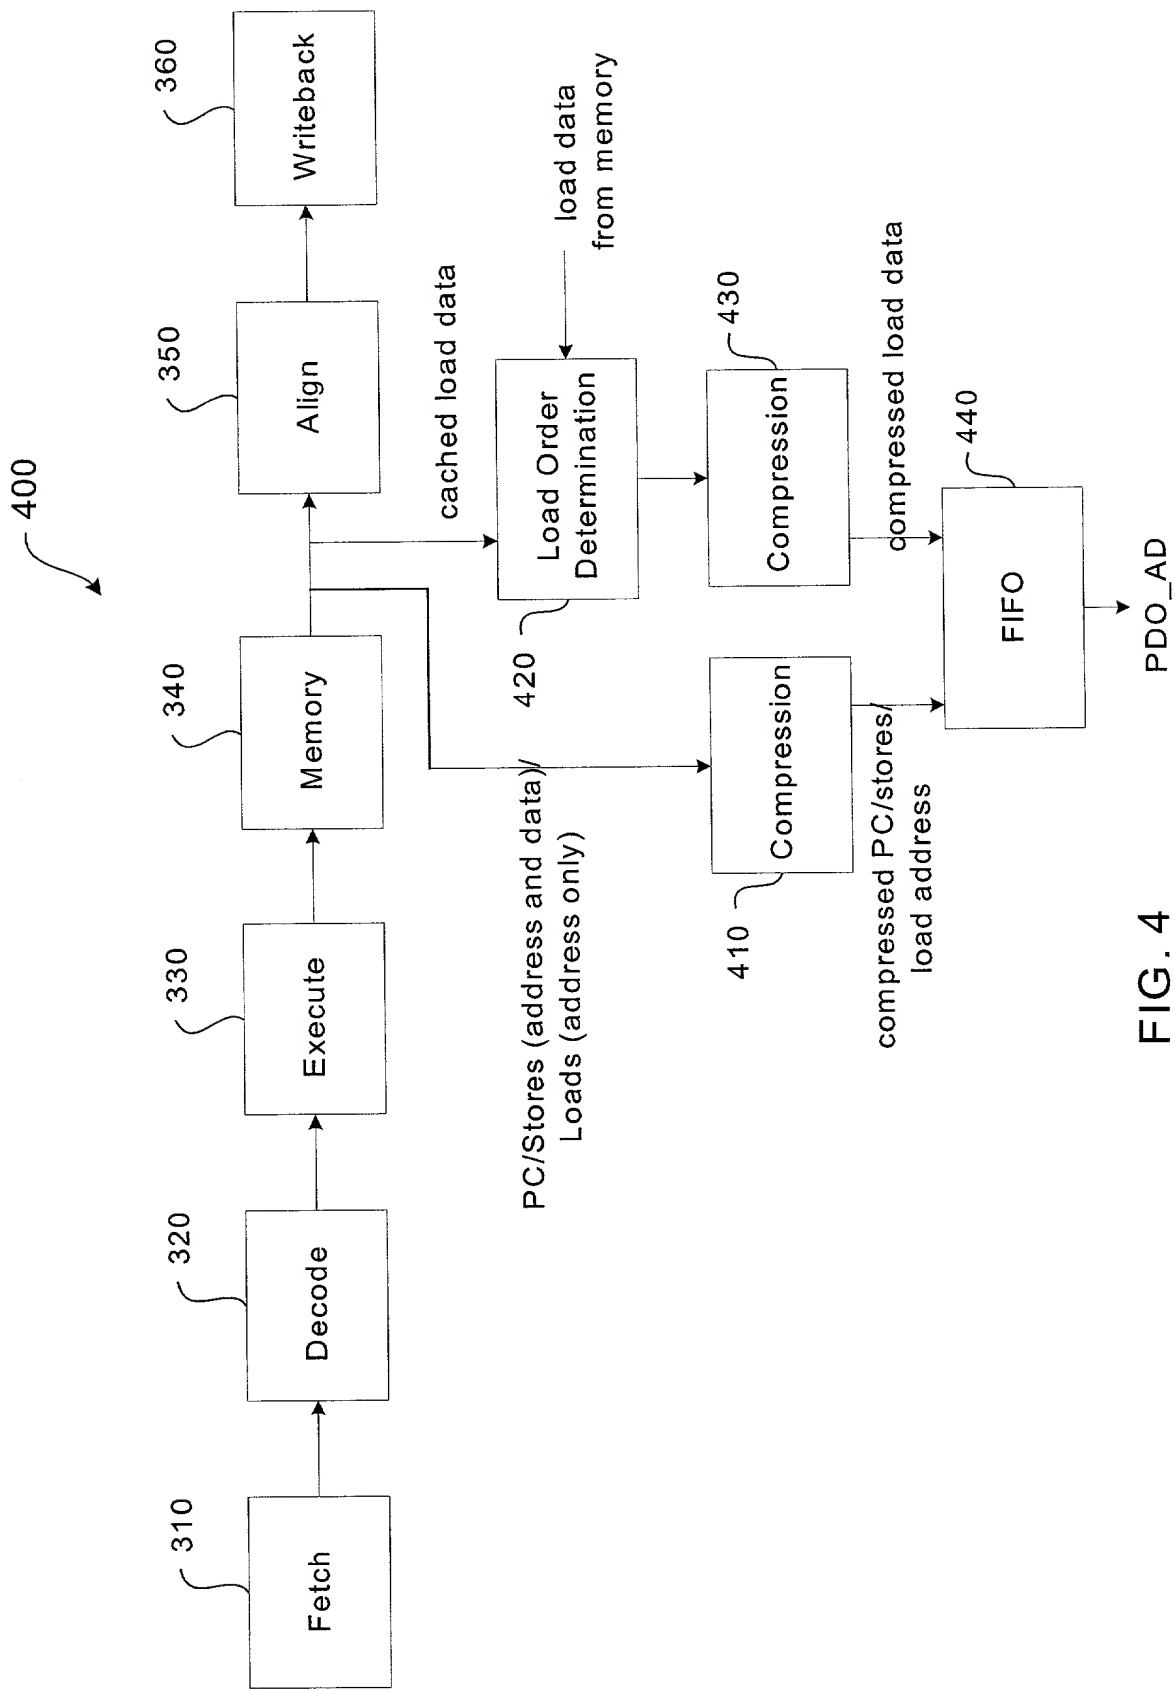 400
310
320
330
340
350
360
Fetch
Decode
Execute
Memory
Align
Writeback
cached load data
PC/Stores (address and data)/
Loads (address only)
load data
from memory
420
Load Order
Determination
410
Compression
430
Compression
compressed PC/stores/
load address
compressed load data
440
FIFO
PDO_AD
FIG. 4